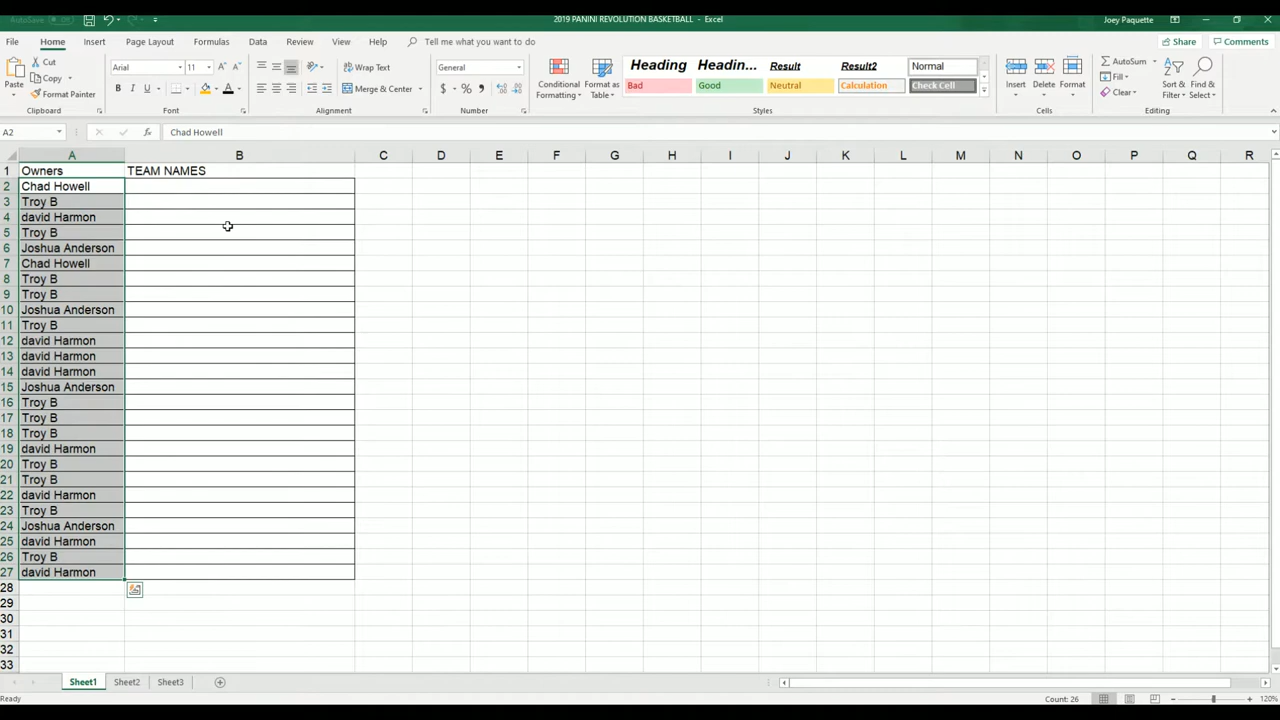 AutoSave Off 2019 PANINI REVOLUTION BASKETBALL - Excel Joey Paquette
File Home Insert Page Layout Formulas Data Review View Help Tell me what you want to do Share Comments
Cut Arial 11 Wrap Text General Heading Headin... Result Result2 Normal AutoSum
Paste Copy Conditional Format as Bad Good Neutral Calculation Check Cell Insert Delete Format Fill Sort & Find &
Format Painter B I U A Merge & Center $ % Formatting Table Clear Filter Select
Clipboard Font Alignment Number Styles Cells Editing
A2 fx Chad Howell
A B C D E F G H I J K L M N O P Q R
1 Owners TEAM NAMES
2 Chad Howell
3 Troy B
4 david Harmon
5 Troy B
6 Joshua Anderson
7 Chad Howell
8 Troy B
9 Troy B
10 Joshua Anderson
11 Troy B
12 david Harmon
13 david Harmon
14 david Harmon
15 Joshua Anderson
16 Troy B
17 Troy B
18 Troy B
19 david Harmon
20 Troy B
21 Troy B
22 david Harmon
23 Troy B
24 Joshua Anderson
25 david Harmon
26 Troy B
27 david Harmon
28
29
30
31
32
33
Sheet1 Sheet2 Sheet3
Ready Count: 26 120%